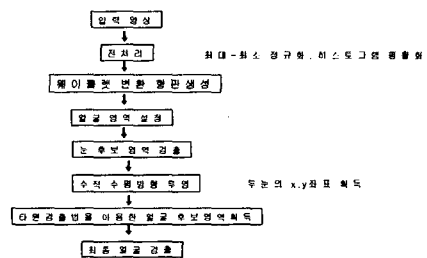 입력 영상
전처리
최대-최소 정규화, 히스토그램 평활화
웨이블렛 변환 형판생성
얼굴 영역 설정
눈 후보 영역 검출
수직 수평방향 투영
두눈의 x,y좌표 획득
타원검출법을 이용한 얼굴 후보영역획득
최종 얼굴 검출